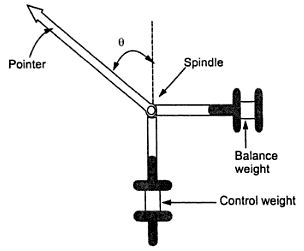 θ
Spindle
Pointer
Balance
weight
Control weight